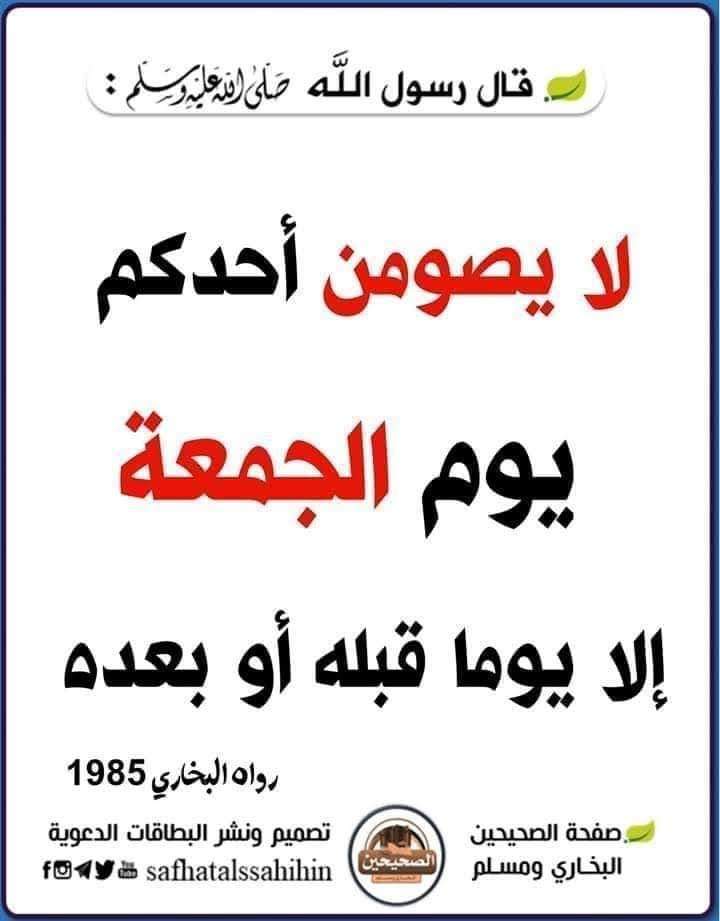 قال رسول الله صلى الله عليه وسلم :
لا يصومن أحدكم
يوم الجمعة
إلا يوما قبله أو بعده
رواه البخاري 1985
صفحة الصحيحين
البخاري ومسلم
الصحيحين
البخاري ومسلم
تصميم ونشر البطاقات الدعوية
safhatalssahihin